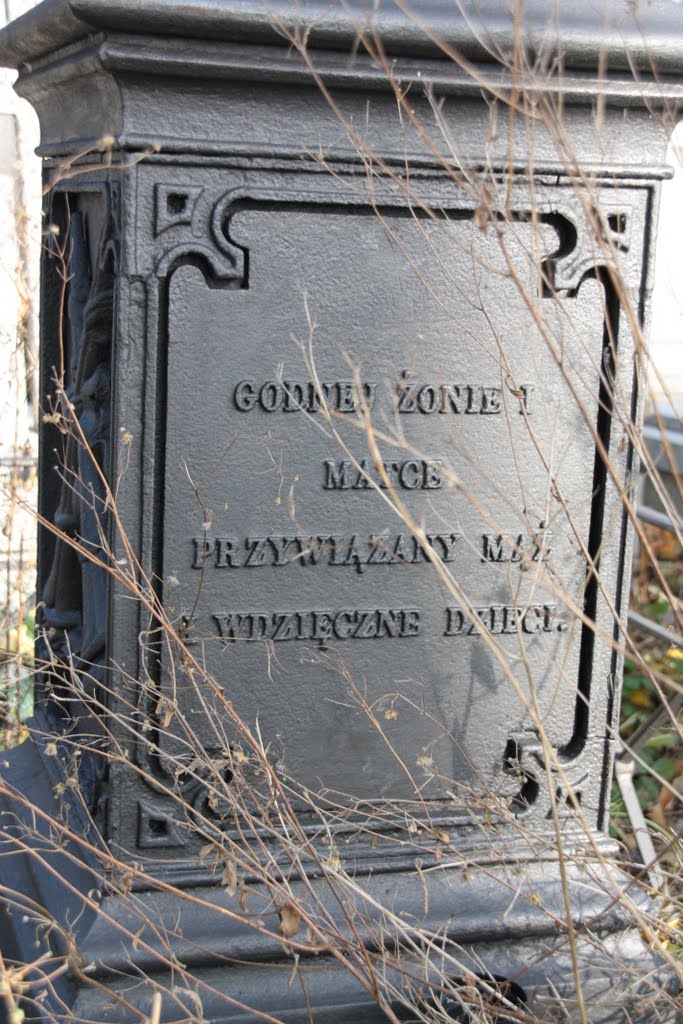 GODNEJ ŻONIE I
MATCE
PRZYWIĄZANY MĄŻ
I WDZIĘCZNE DZIECI.